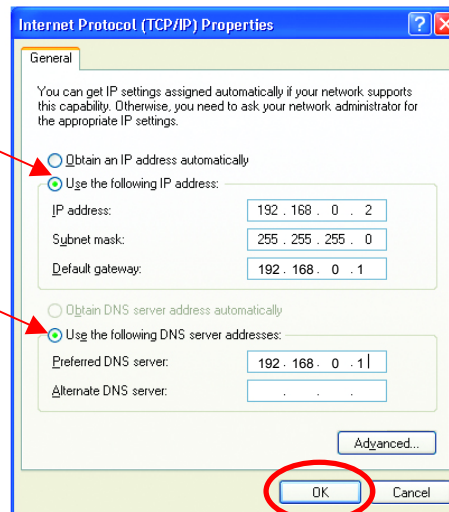 Internet Protocol (TCP/IP) Properties
General
You can get IP settings assigned automatically if your network supports
this capability. Otherwise, you need to ask your network administrator for
the appropriate IP settings.
Obtain an IP address automatically
Use the following IP address:
IP address: 192 . 168 . 0 . 2
Subnet mask: 255 . 255 . 255 . 0
Default gateway: 192 . 168 . 0 . 1
Obtain DNS server address automatically
Use the following DNS server addresses:
Preferred DNS server: 192 . 168 . 0 . 1
Alternate DNS server: . . .
Advanced...
OK Cancel